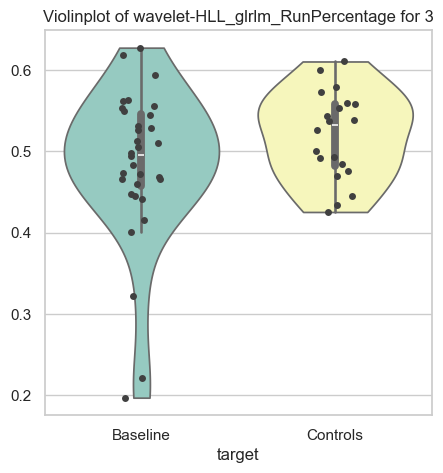 Violinplot of wavelet-HLL_glrlm_RunPercentage for 3
0.6
0.5
0.4
0.3
0.2
Baseline
Controls
target